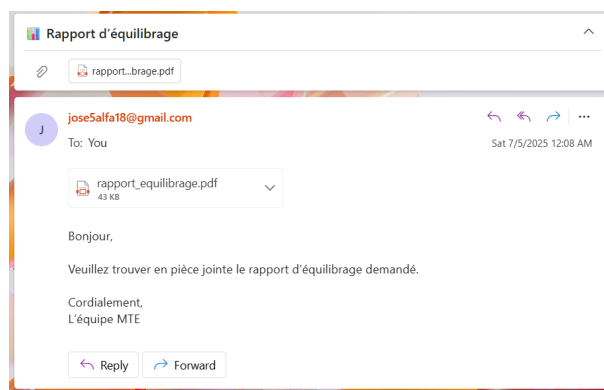 Rapport d’équilibrage
rapport...brage.pdf
J
jose5alfa18@gmail.com
To: You
Sat 7/5/2025 12:08 AM
rapport_equilibrage.pdf
43 KB
Bonjour,
Veuillez trouver en pièce jointe le rapport d’équilibrage demandé.
Cordialement,
L’équipe MTE
Reply
Forward